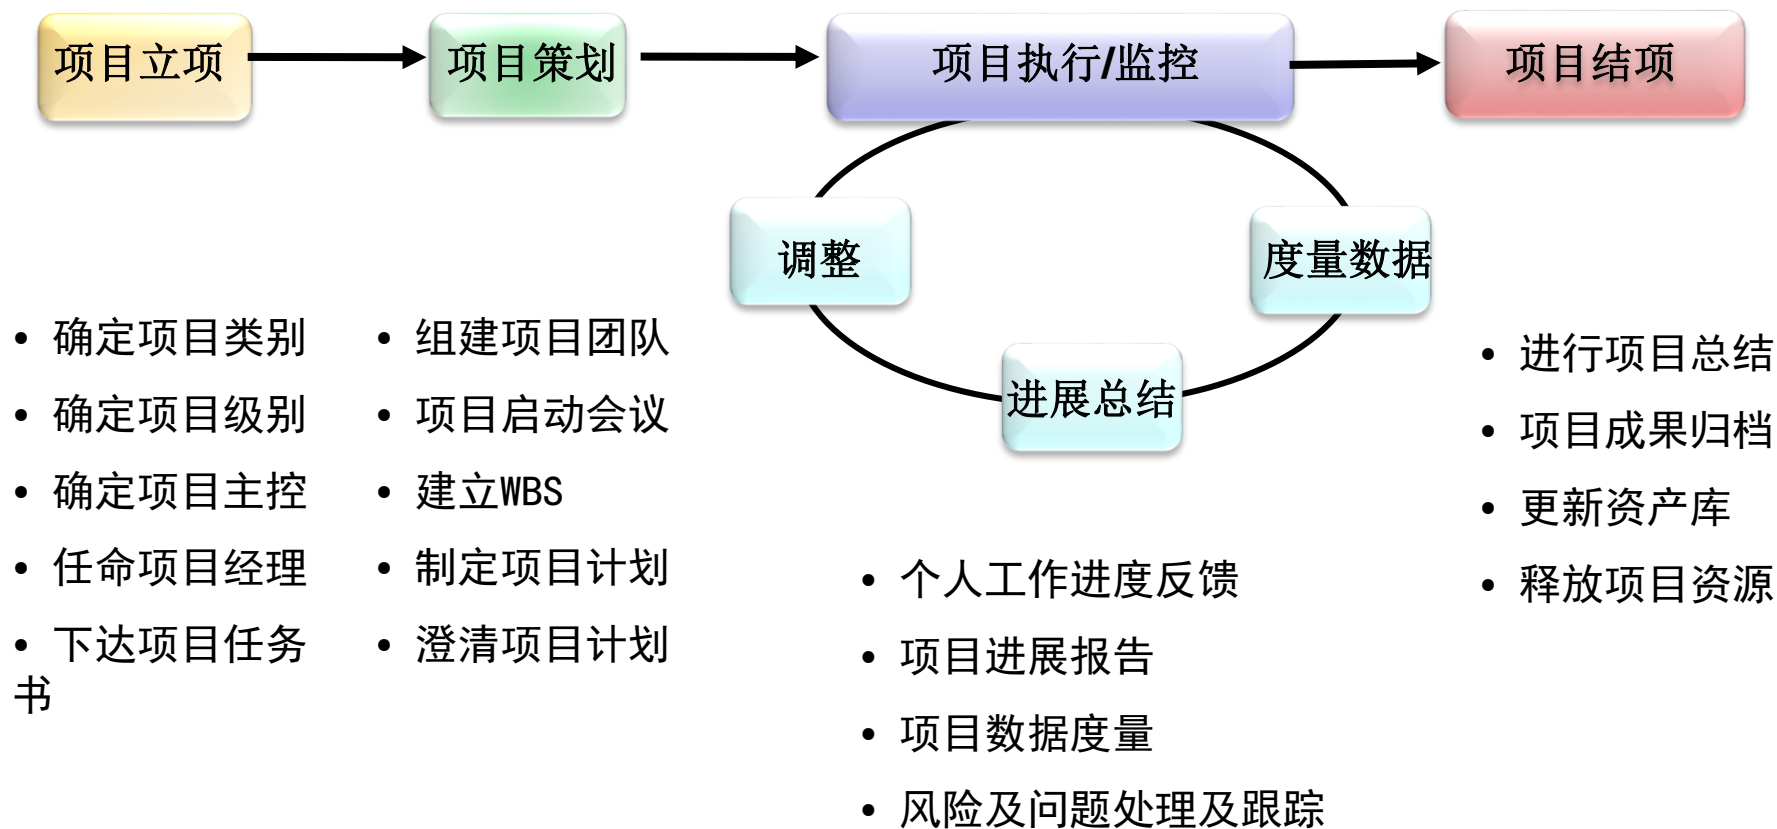 项目立项
项目策划
项目执行/监控
项目结项
调整
度量数据
进展总结
• 确定项目类别
• 确定项目级别
• 确定项目主控
• 任命项目经理
• 下达项目任务
书
• 组建项目团队
• 项目启动会议
• 建立WBS
• 制定项目计划
• 澄清项目计划
• 个人工作进度反馈
• 项目进展报告
• 项目数据度量
• 风险及问题处理及跟踪
• 进行项目总结
• 项目成果归档
• 更新资产库
• 释放项目资源